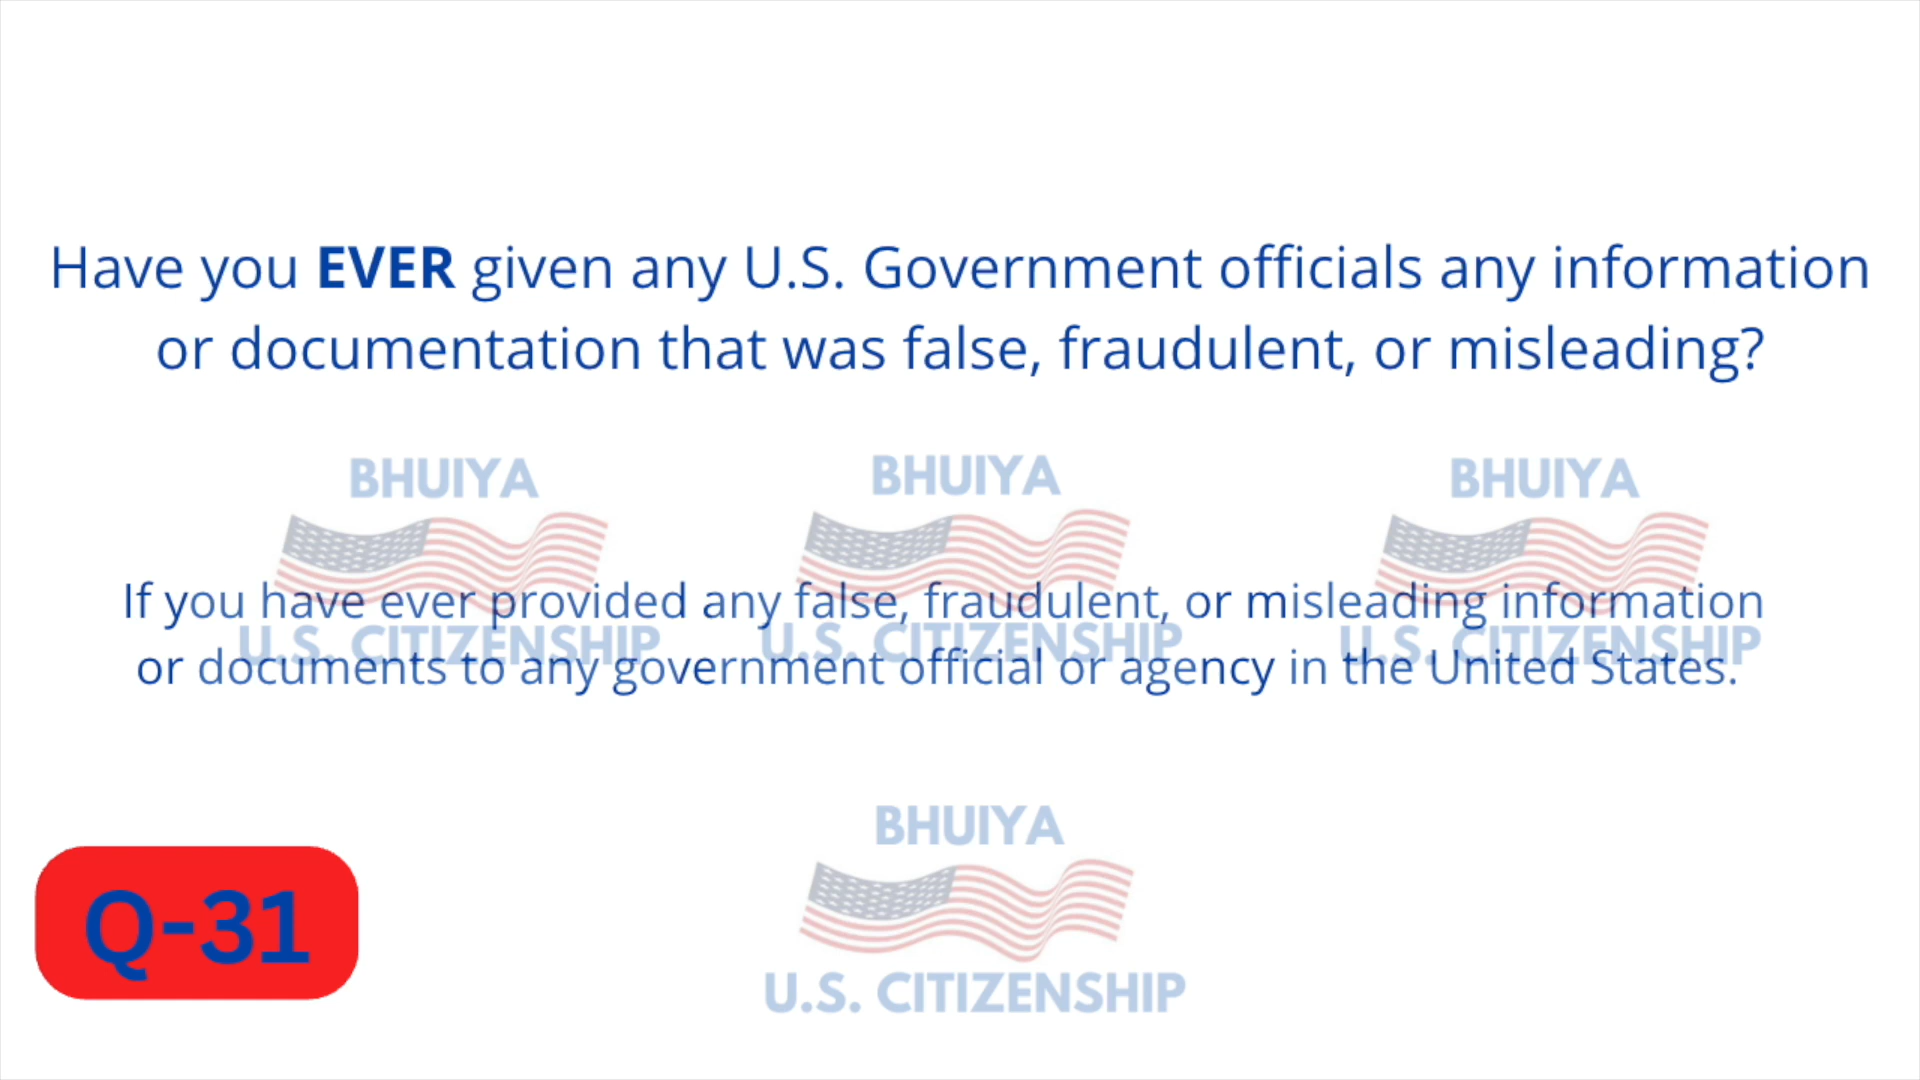 Have you EVER given any U.S. Government officials any information
or documentation that was false, fraudulent, or misleading?
BHUIYA
BHUIYA
BHUIYA
If you have ever provided any false, fraudulent, or misleading information
U.S. CITIZENSHIP
U.S. CITIZENSHIP
U.S. CITIZENSHIP
or documents to any government official or agency in the United States.
BHUIYA
Q-31
U.S. CITIZENSHIP